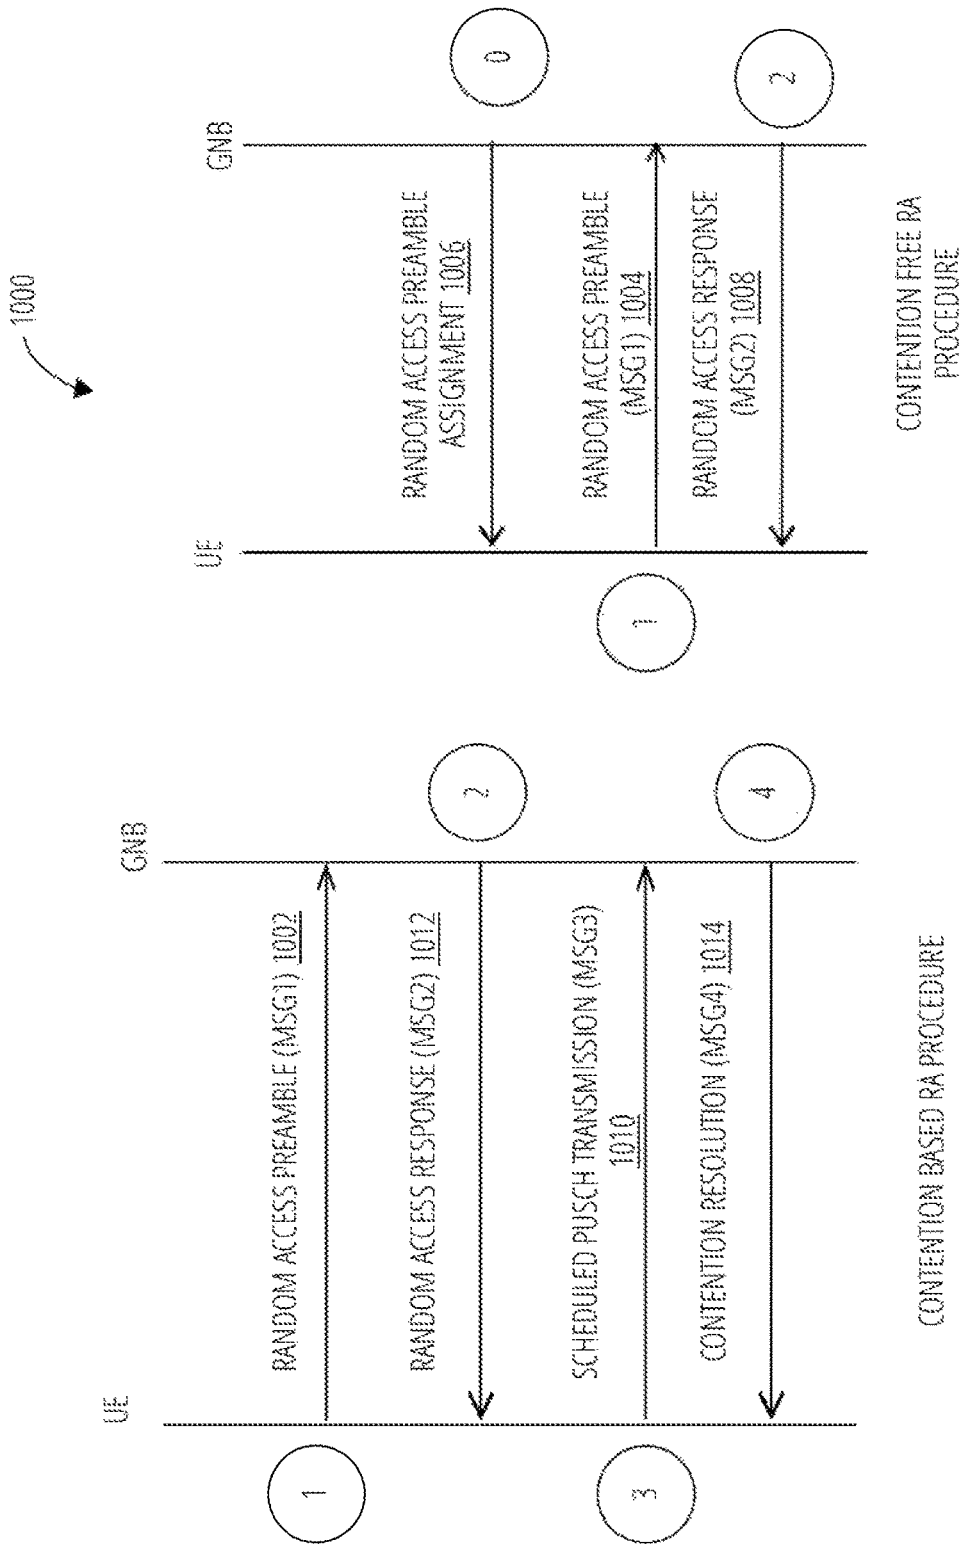 1000
UE
GNB
1
RANDOM ACCESS PREAMBLE (MSG1) 1002
RANDOM ACCESS RESPONSE (MSG2) 1012
2
3
SCHEDULED PUSCH TRANSMISSION (MSG3)
1010
CONTENTION RESOLUTION (MSG4) 1014
4
CONTENTION BASED RA PROCEDURE
UE
GNB
RANDOM ACCESS PREAMBLE
ASSIGNMENT 1006
0
1
RANDOM ACCESS PREAMBLE
(MSG1) 1004
RANDOM ACCESS RESPONSE
(MSG2) 1008
2
CONTENTION FREE RA
PROCEDURE